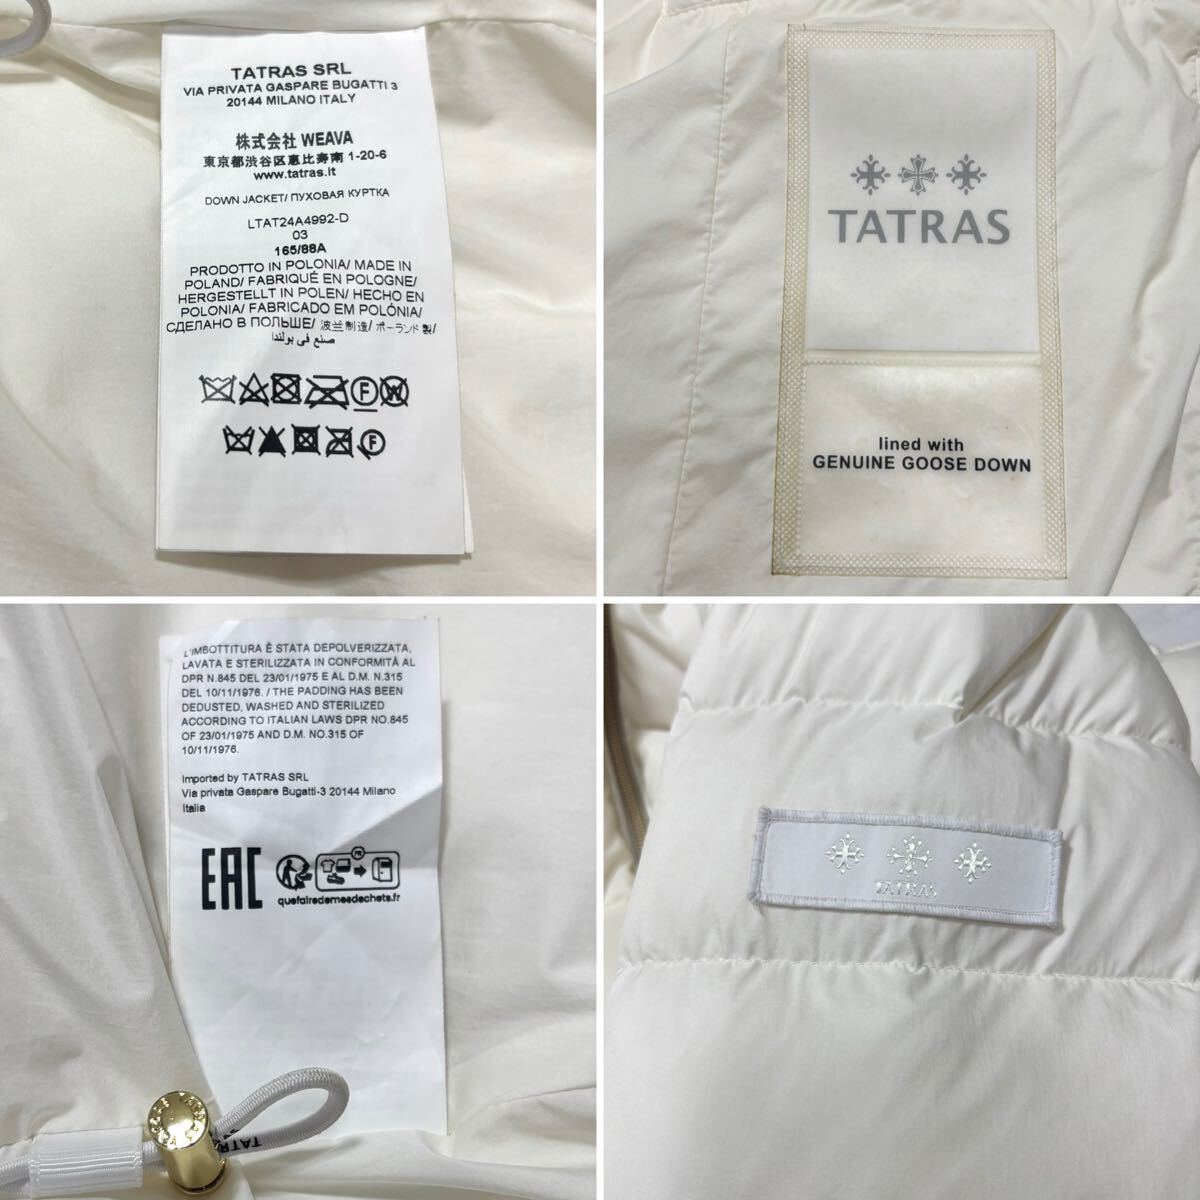 TATRAS SRL
VIA PRIVATA GASPARE BUGATTI 3
20144 MILANO ITALY
株式会社 WEAVA
東京都渋谷区恵比寿南 1-20-6
www.tatras.it
DOWN JACKET/ ПУХОВАЯ КУРТКА
LTAT24A4992-D
03
165/88A
PRODOTTO IN POLONIA/ MADE IN
POLAND/ FABRIQUÉ EN POLOGNE/
HERGESTELLT IN POLEN/ HECHO EN
POLONIA/ FABRICADO EM POLÓNIA/
СДЕЛАНО В ПОЛЬШЕ/ 波兰制造/ ポーランド製/
صنع في بولندا
F W
F
TATRAS
lined with
GENUINE GOOSE DOWN
L'IMBOTTITURA È STATA DEPOLVERIZZATA,
LAVATA E STERILIZZATA IN CONFORMITÀ AL
DPR N.845 DEL 23/01/1975 E AL D.M. N.315
DEL 10/11/1976. / THE PADDING HAS BEEN
DEDUSTED, WASHED AND STERILIZED
ACCORDING TO ITALIAN LAWS DPR NO.845
OF 23/01/1975 AND D.M. NO.315 OF
10/11/1976.
Imported by TATRAS SRL
Via privata Gaspare Bugatti-3 20144 Milano
Italia
EAC
FR
quefairedemesdechets.fr
TATRAS
TATRAS